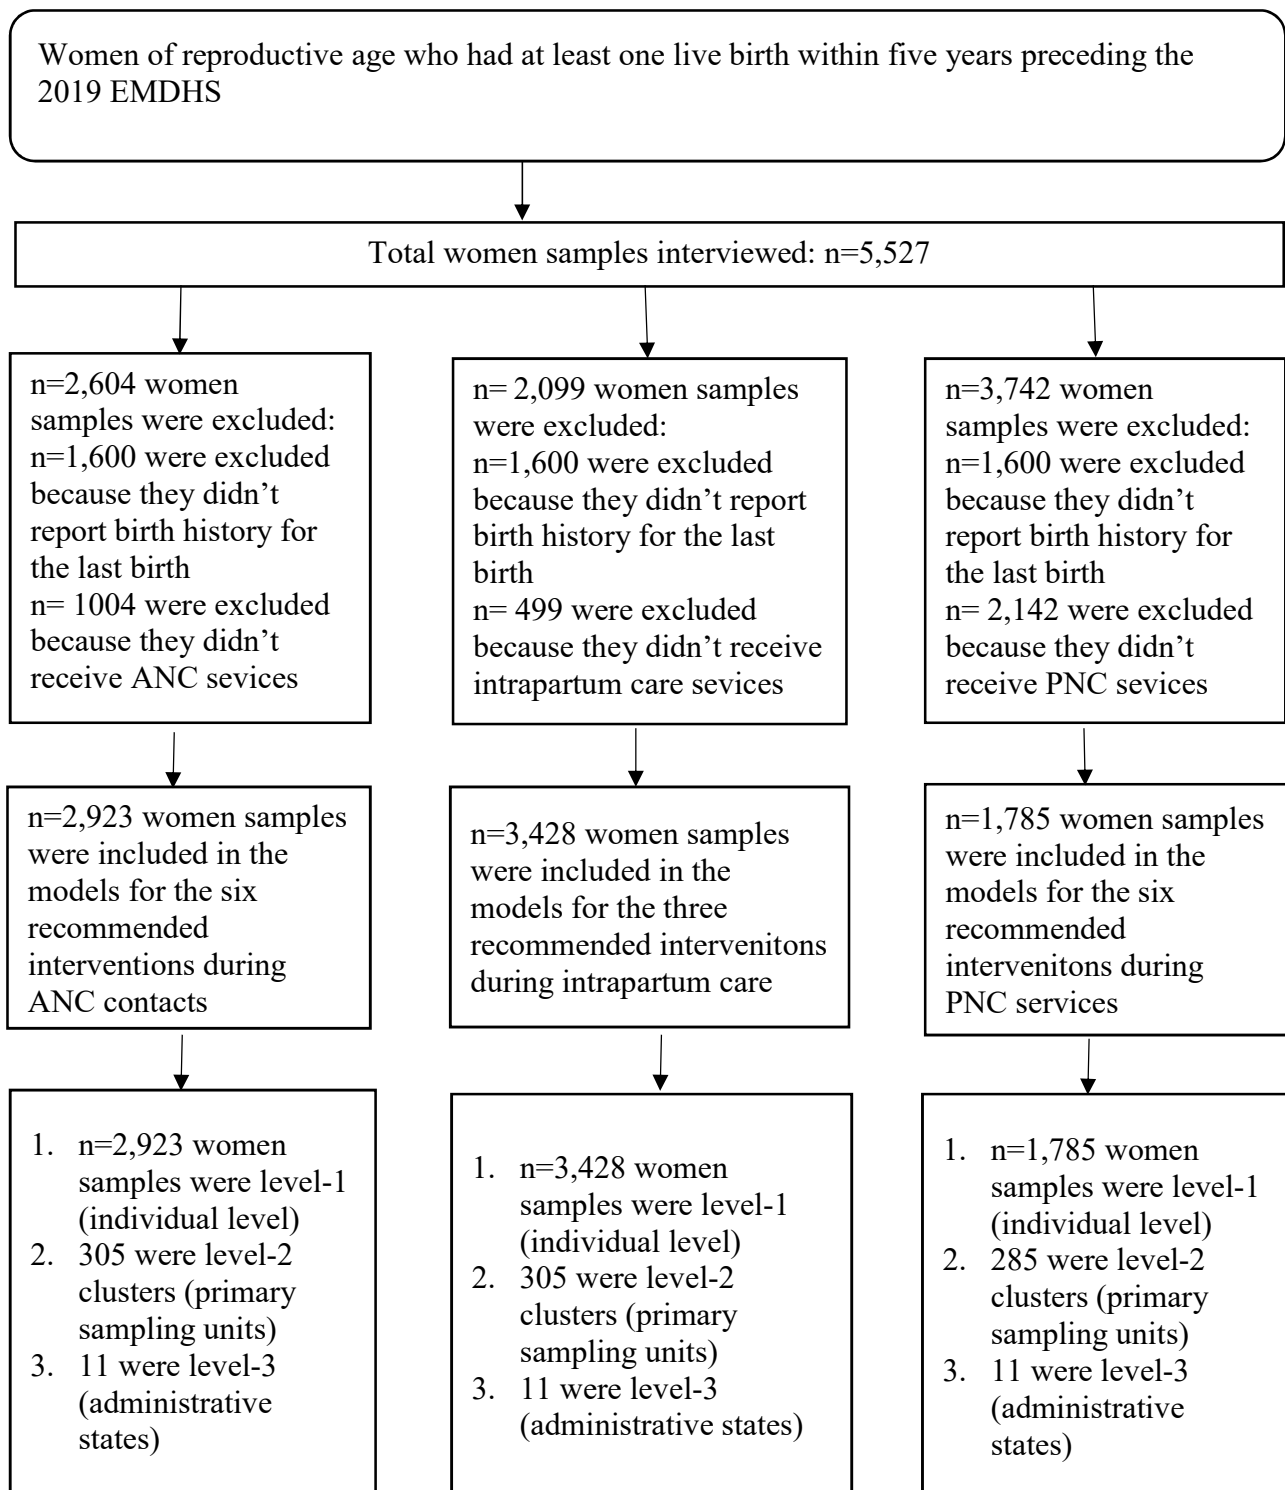 Women of reproductive age who had at least one live birth within five years preceding the
2019 EMDHS
Total women samples interviewed: n=5,527
n=2,604 women
samples were excluded:
n=1,600 were excluded
because they didn’t
report birth history for
the last birth
n= 1004 were excluded
because they didn’t
receive ANC sevices
n= 2,099 women samples
were excluded:
n=1,600 were excluded
because they didn’t report
birth history for the last
birth
n= 499 were excluded
because they didn’t receive
intrapartum care sevices
n=3,742 women
samples were excluded:
n=1,600 were excluded
because they didn’t
report birth history for
the last birth
n= 2,142 were excluded
because they didn’t
receive PNC sevices
n=2,923 women samples
were included in the
models for the six
recommended
interventions during
ANC contacts
n=3,428 women samples
were included in the
models for the three
recommended intervenitons
during intrapartum care
n=1,785 women samples
were included in the
models for the six
recommended
intervenitons during
PNC services
1. n=2,923 women
samples were level-1
(individual level)
2. 305 were level-2
clusters (primary
sampling units)
3. 11 were level-3
(administrative
states)
1. n=3,428 women
samples were level-1
(individual level)
2. 305 were level-2
clusters (primary
sampling units)
3. 11 were level-3
(administrative states)
1. n=1,785 women
samples were level-1
(individual level)
2. 285 were level-2
clusters (primary
sampling units)
3. 11 were level-3
(administrative
states)